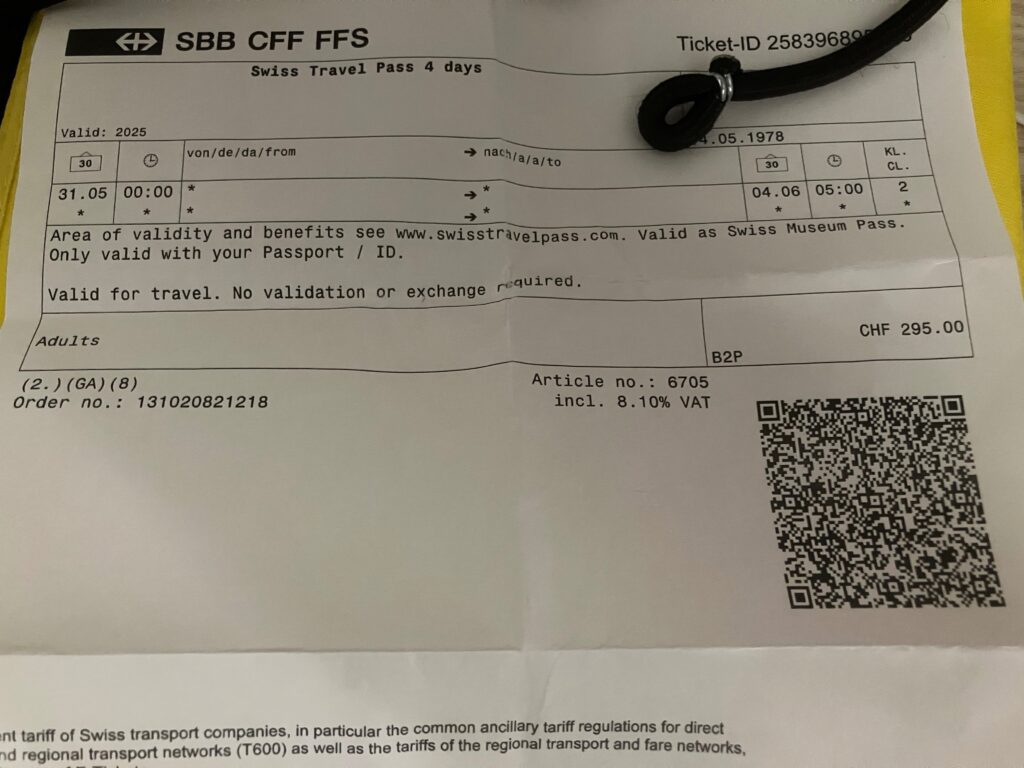 SBB CFF FFS
Ticket-ID 25839689
Swiss Travel Pass 4 days
Valid: 2025
.05.1978
30 von/de/da/from → nach/a/a/to 30 KL. CL.
31.05 00:00 * → * 04.06 05:00 2
* * * → * * * *
Area of validity and benefits see www.swisstravelpass.com. Valid as Swiss Museum Pass.
Only valid with your Passport / ID.
Valid for travel. No validation or exchange required.
Adults
CHF 295.00
B2P
(2.)(GA)(8)
Article no.: 6705
Order no.: 131020821218
incl. 8.10% VAT
nt tariff of Swiss transport companies, in particular the common ancillary tariff regulations for direct
nd regional transport networks (T600) as well as the tariffs of the regional transport and fare networks,